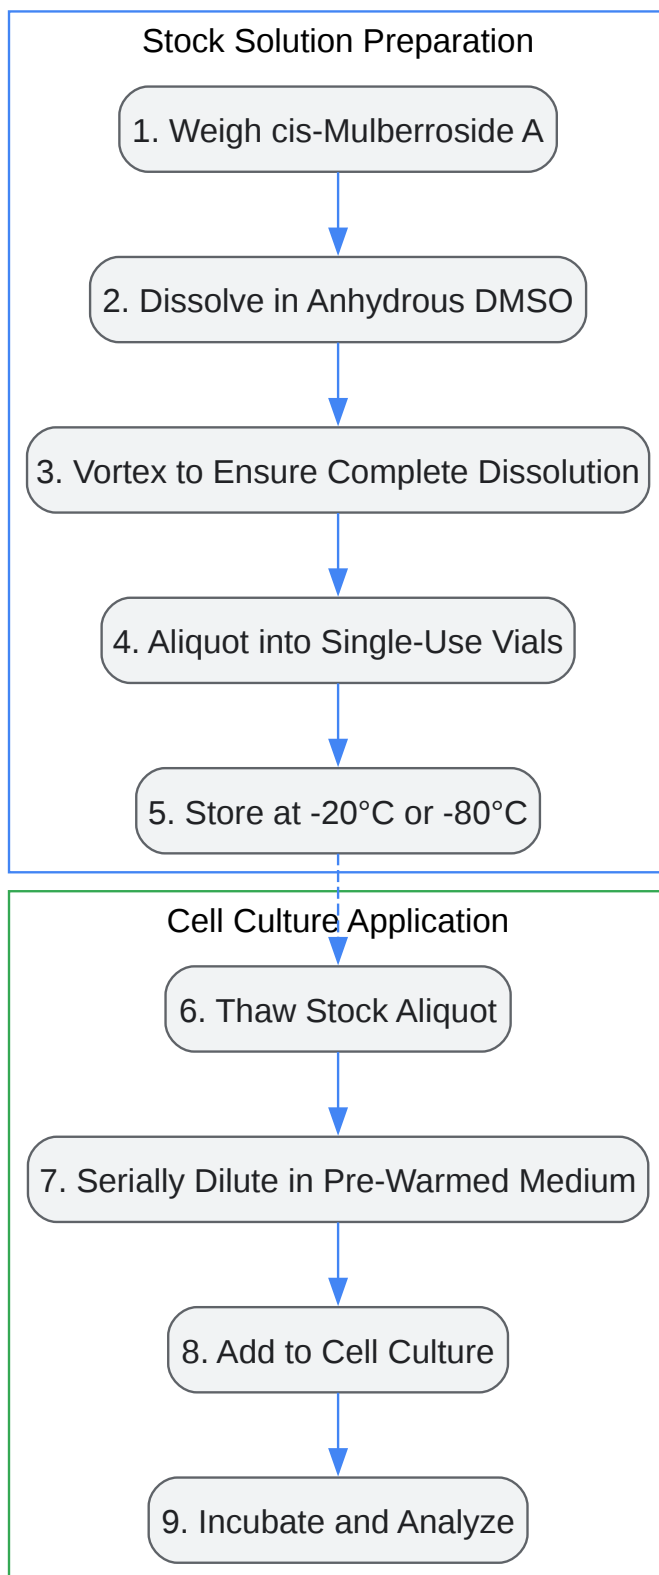 Stock Solution Preparation
1. Weigh cis-Mulberroside A
2. Dissolve in Anhydrous DMSO
3. Vortex to Ensure Complete Dissolution
4. Aliquot into Single-Use Vials
5. Store at -20°C or -80°C
Cell Culture Application
6. Thaw Stock Aliquot
7. Serially Dilute in Pre-Warmed Medium
8. Add to Cell Culture
9. Incubate and Analyze